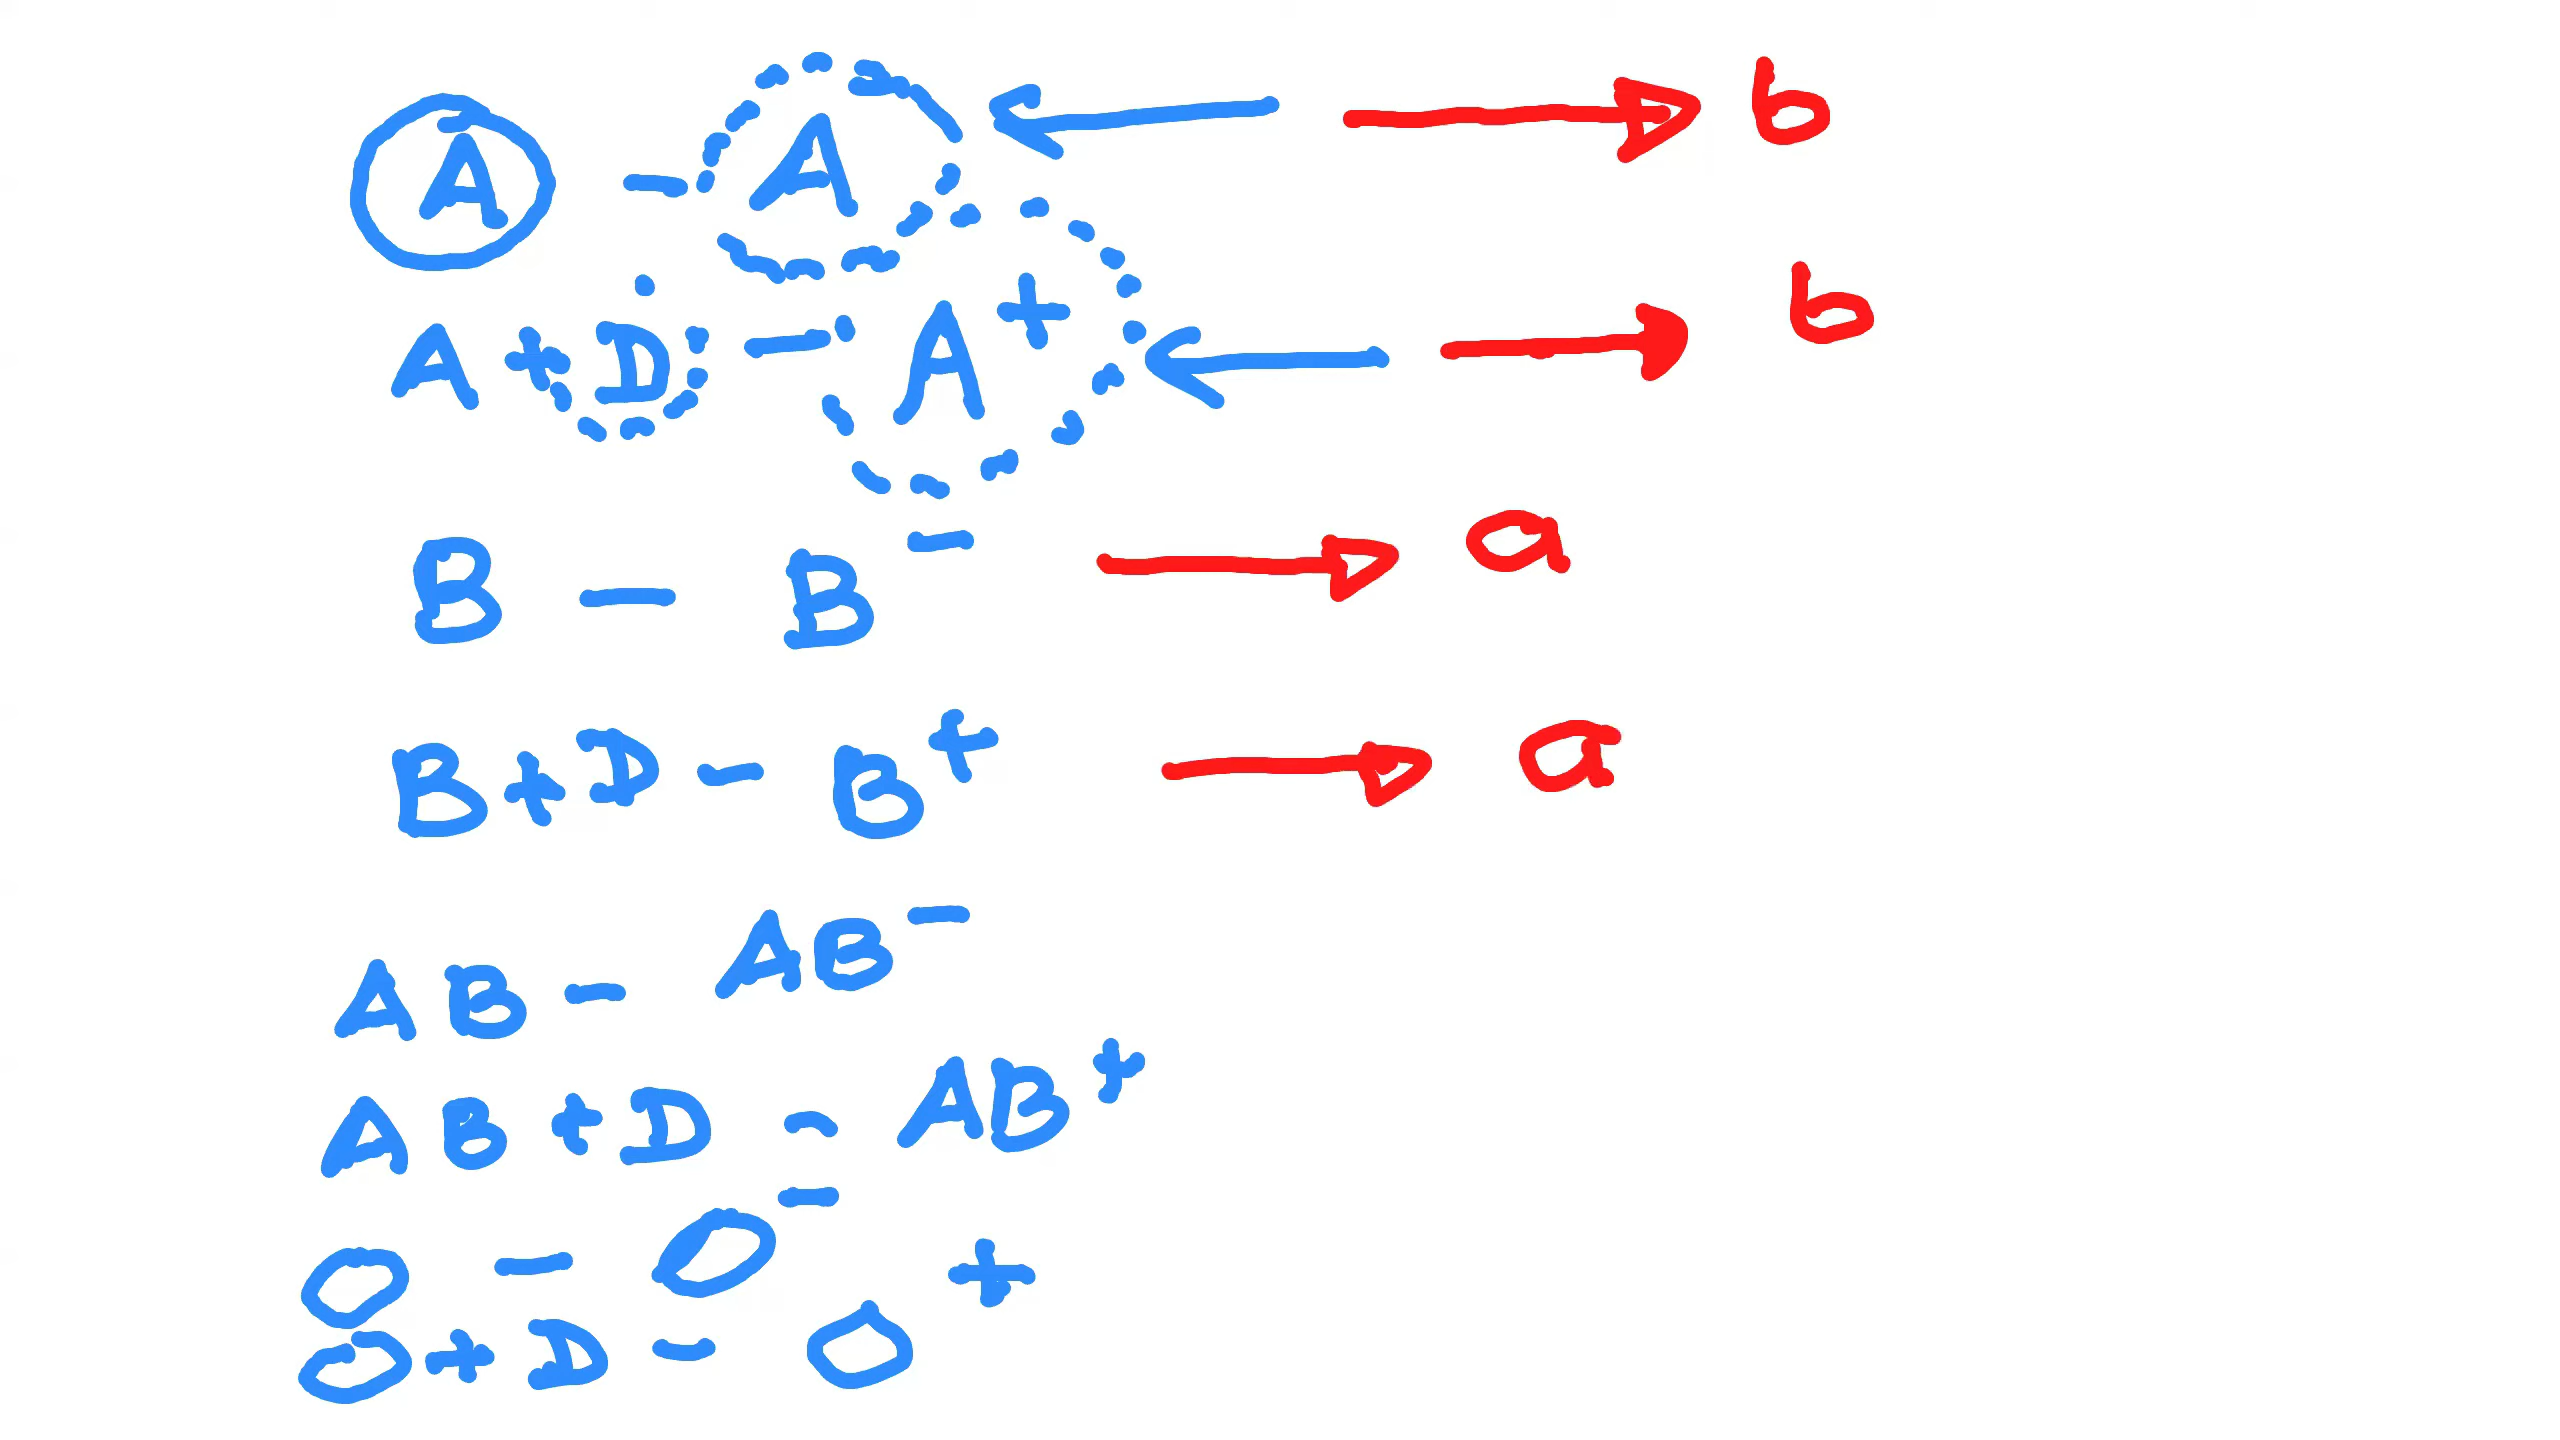 A - A ← → b
A + D - A⁺ ← → b
B - B⁻ → a
B + D - B⁺ → a
AB - AB⁻
AB + D - AB⁺
O - O⁻
O + D - O⁺